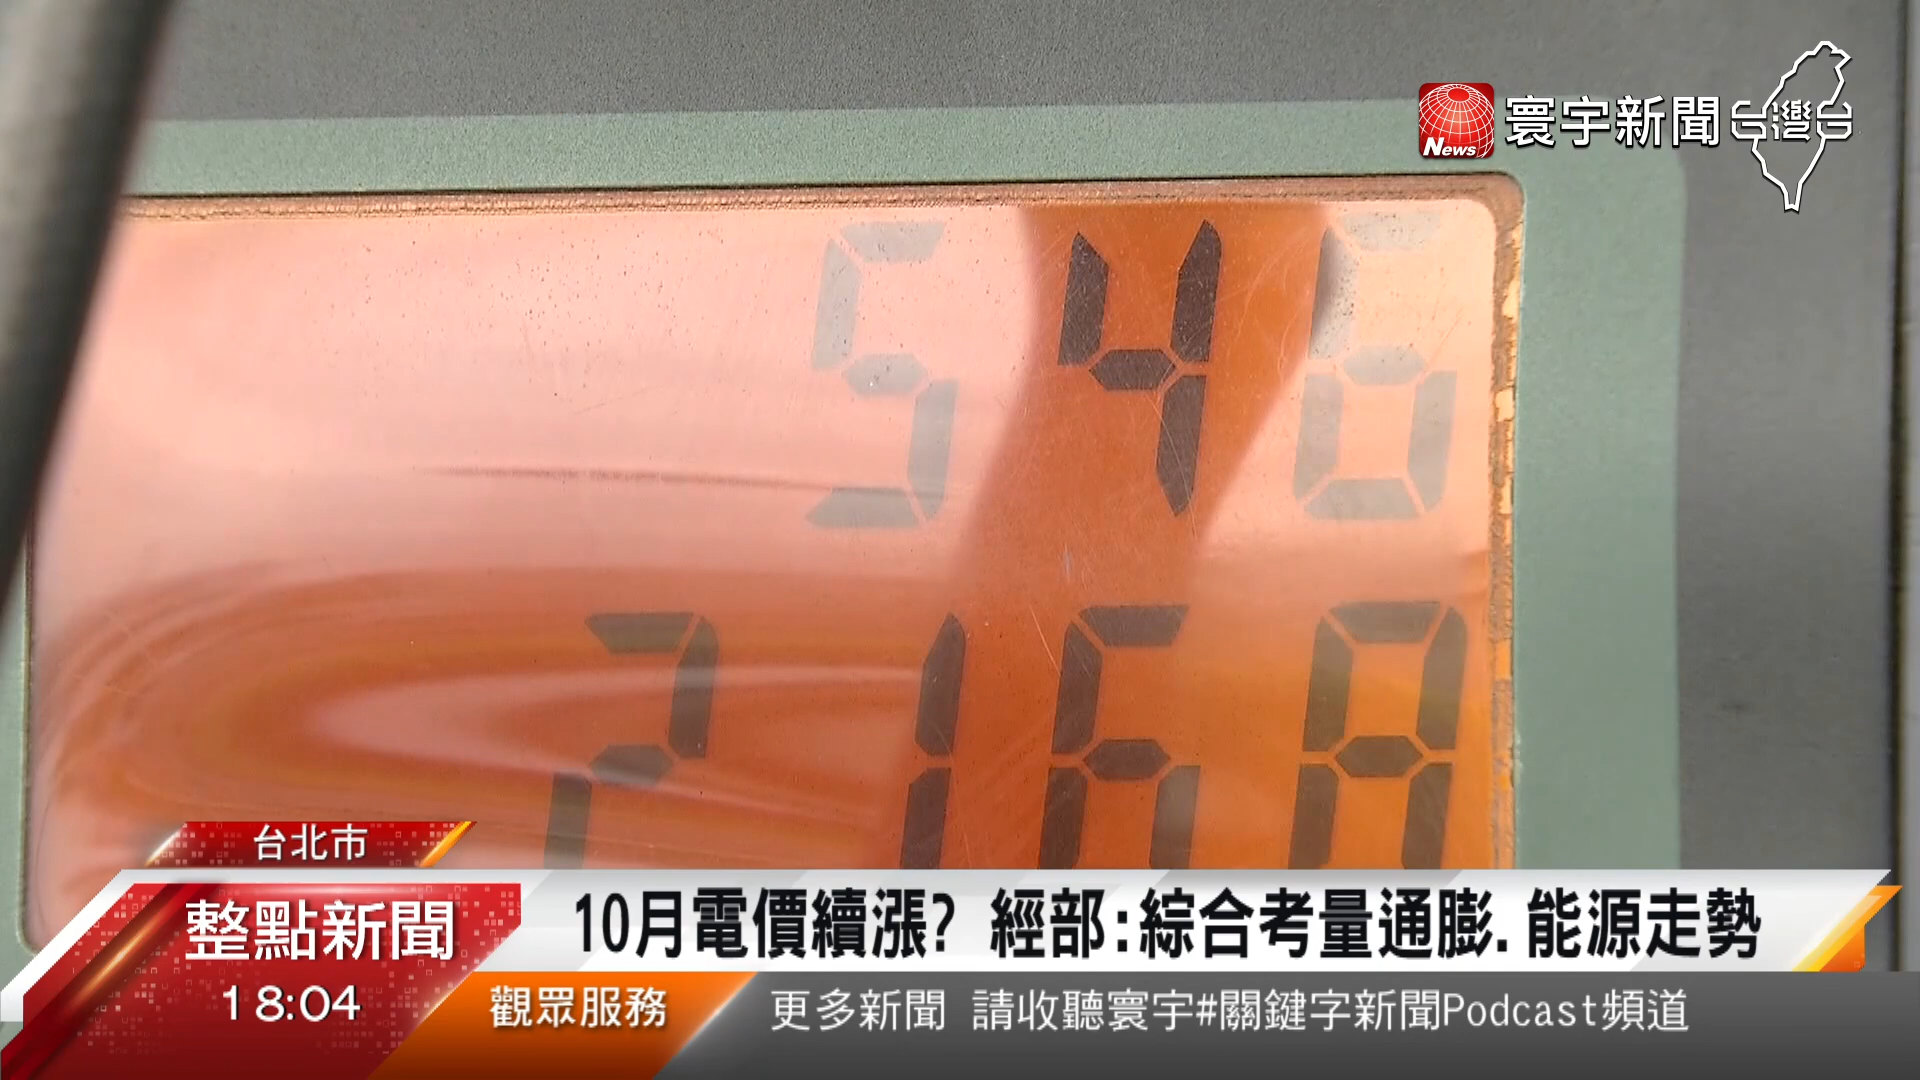 News 寰宇新聞 台灣台
546
2168
台北市
整點新聞
10月電價續漲? 經部:綜合考量通膨.能源走勢
18:04
觀眾服務
更多新聞 請收聽寰宇#關鍵字新聞Podcast頻道